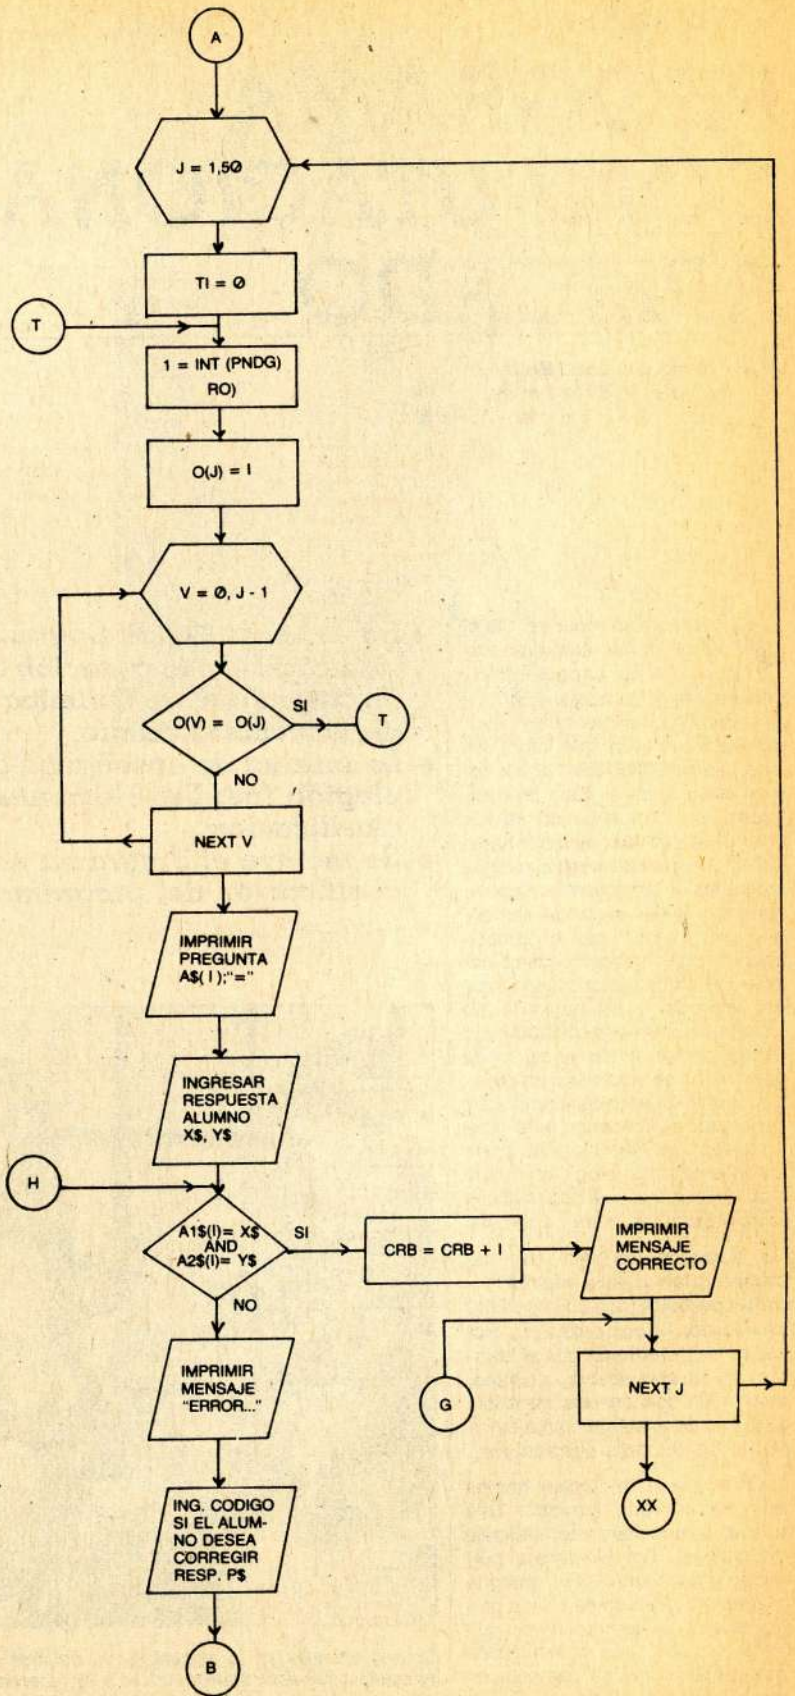 A
J = 1,5Ø
TI = Ø
T
1 = INT (PNDG)
RO)
O(J) = I
V = Ø, J - 1
O(V) = O(J)
SI
T
NO
NEXT V
IMPRIMIR
PREGUNTA
A$( I );"="
INGRESAR
RESPUESTA
ALUMNO
X$, Y$
H
A1$(I)= X$
AND
A2$(I)= Y$
SI
CRB = CRB + I
IMPRIMIR
MENSAJE
CORRECTO
NO
IMPRIMIR
MENSAJE
"ERROR..."
G
NEXT J
XX
ING. CODIGO
SI EL ALUM-
NO DESEA
CORREGIR
RESP. P$
B